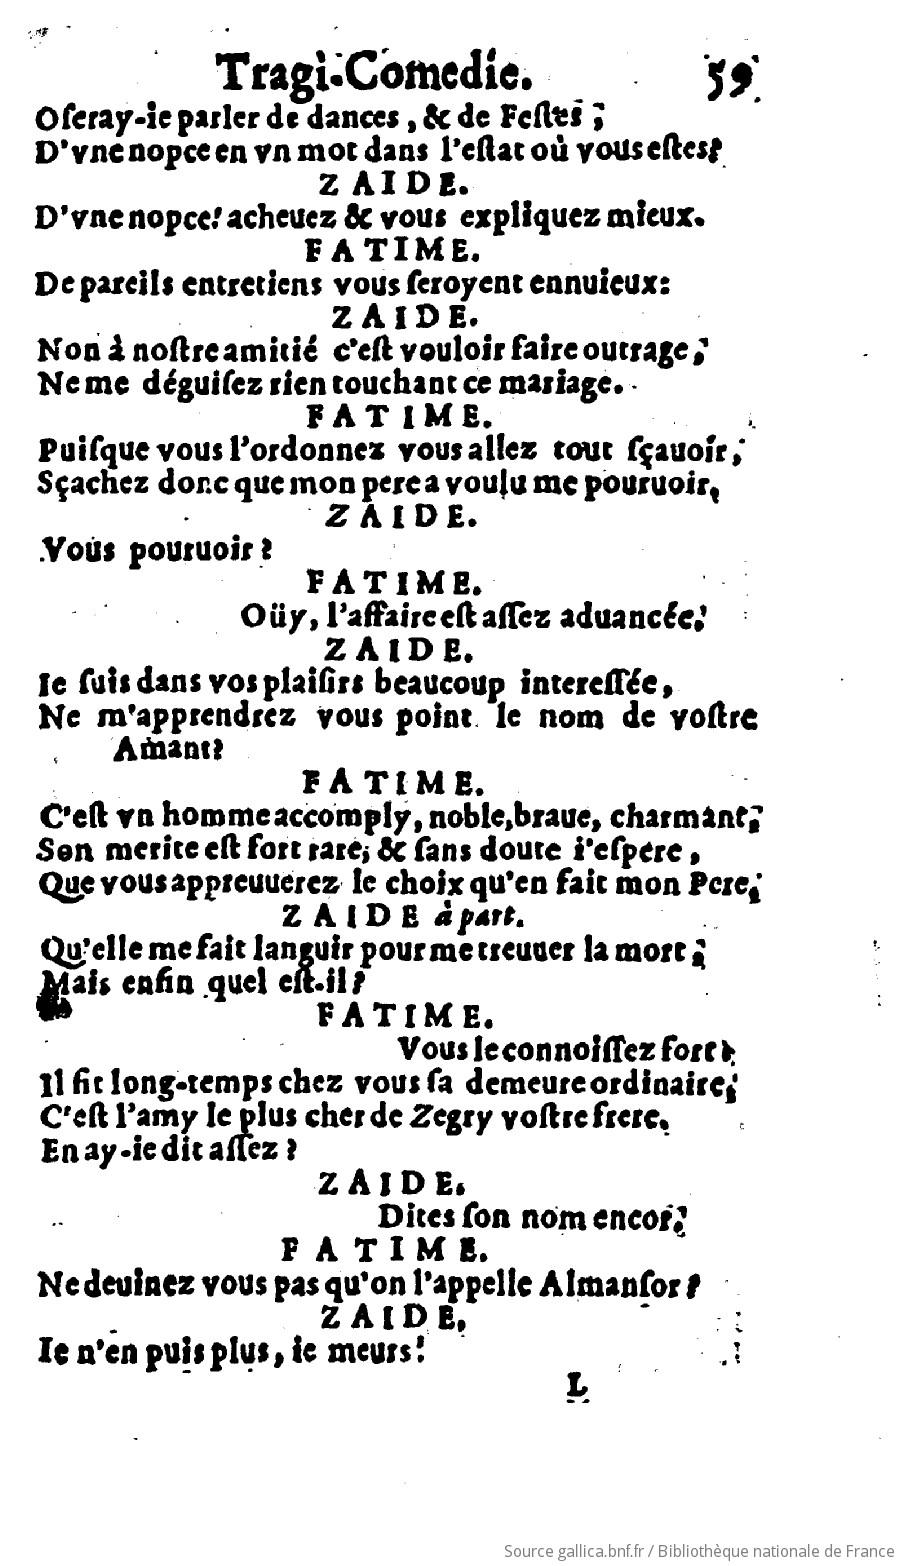 Tragi-Comedie. 59
Oſeray-ie parler de dances, & de Feſtes;
D'vne nopce en vn mot dans l'eſtat où vous eſtes?
ZAIDE.
D'vne nopce! acheuez & vous expliquez mieux.
FATIME.
De pareils entretiens vous ſeroyent ennuieux:
ZAIDE.
Non à noſtre amitié c'eſt vouloir faire outrage;
Ne me déguiſez rien touchant ce mariage.
FATIME.
Puiſque vous l'ordonnez vous allez tout ſçauoir;
Sçachez donc que mon pere a voulu me pouruoir,
ZAIDE.
Vous pouruoir?
FATIME.
Oüy, l'affaire eſt aſſez aduancée;
ZAIDE.
Ie ſuis dans vos plaiſirs beaucoup intereſſée,
Ne m'apprendrez vous point le nom de voſtre
Amant?
FATIME.
C'eſt vn homme accomply, noble, braue, charmant;
Son merite eſt fort rare, & ſans doute i'eſpere,
Que vous appreuuerez le choix qu'en fait mon Pere;
ZAIDE à part.
Qu'elle me fait languir pour me treuuer la mort;
Mais enfin quel eſt-il?
FATIME.
Vous le connoiſſez fort;
Il fit long-temps chez vous ſa demeure ordinaire;
C'eſt l'amy le plus cher de Zegry voſtre frere.
En ay-ie dit aſſez?
ZAIDE.
Dites ſon nom encor;
FATIME.
Ne deuinez vous pas qu'on l'appelle Almanſor?
ZAIDE.
Ie n'en puis plus, ie meurs!
L
Source gallica.bnf.fr / Bibliothèque nationale de France